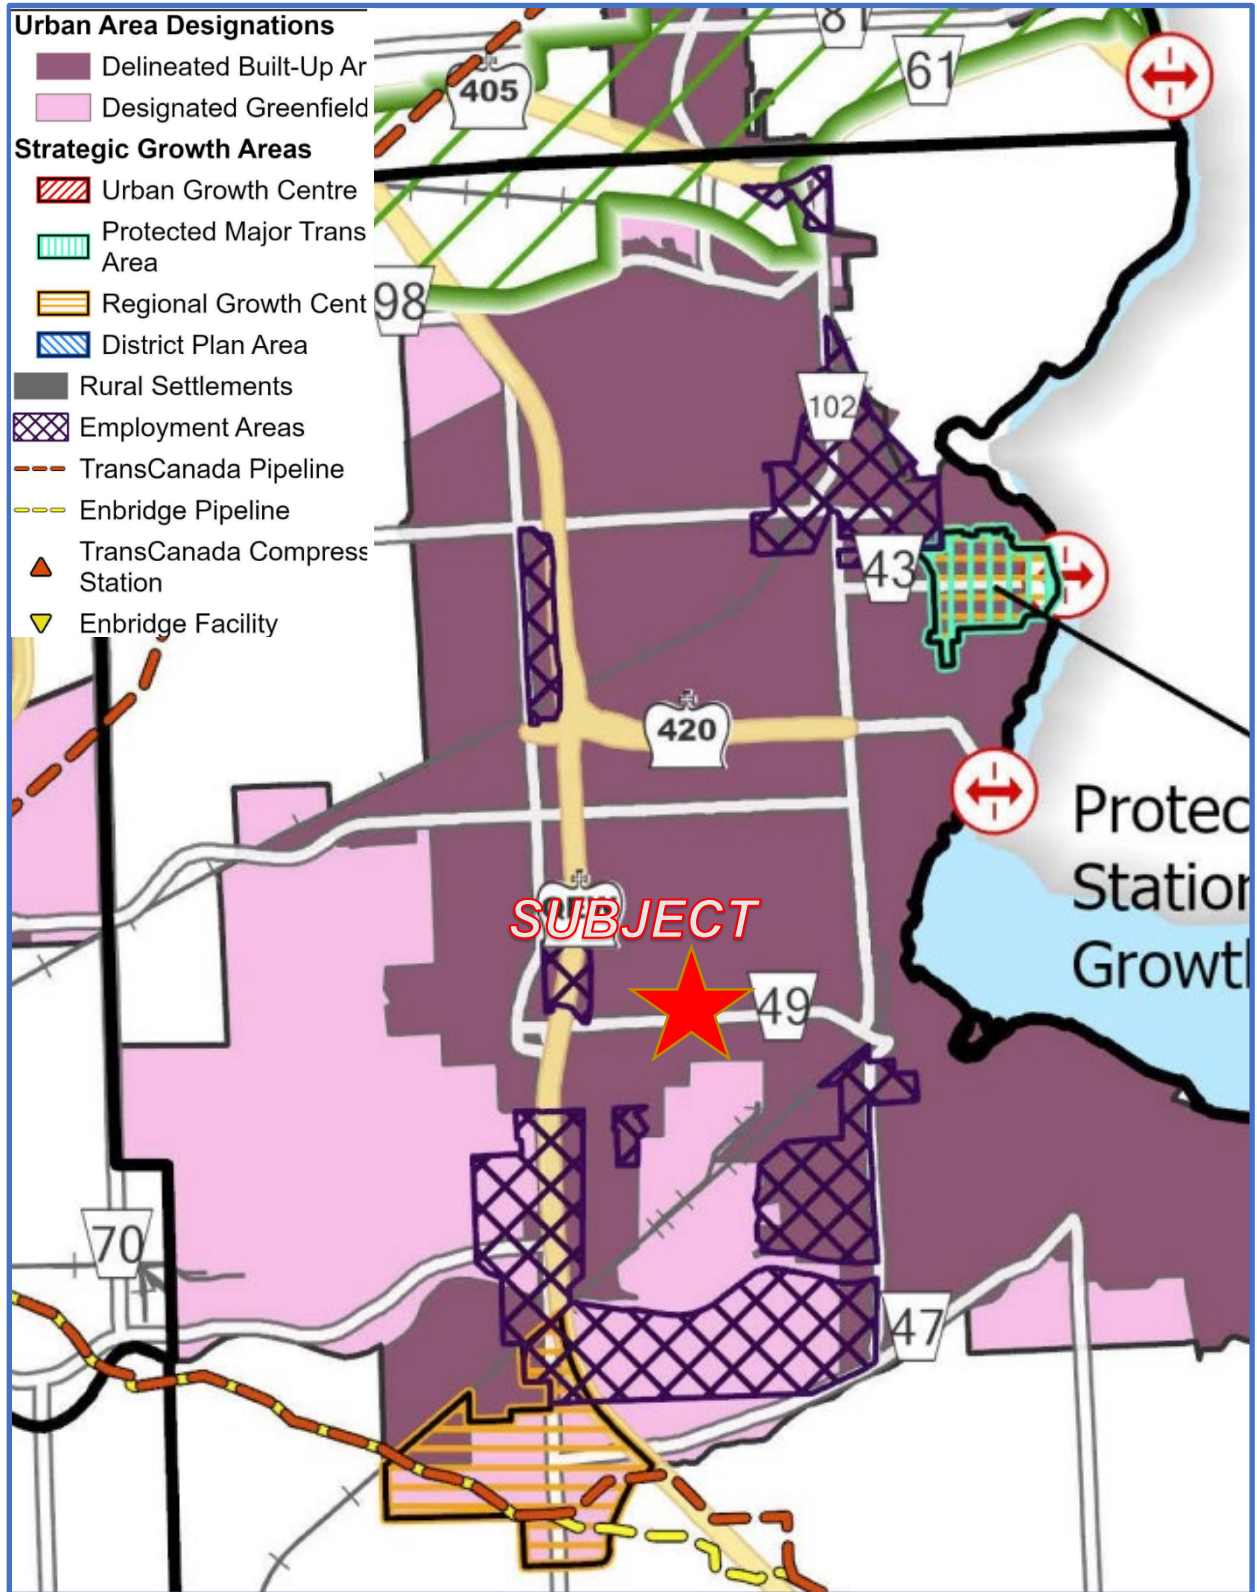 Urban Area Designations
Delineated Built-Up Ar
Designated Greenfield
Strategic Growth Areas
Urban Growth Centre
Protected Major Trans
Area
Regional Growth Cent
District Plan Area
Rural Settlements
Employment Areas
TransCanada Pipeline
Enbridge Pipeline
TransCanada Compress
Station
Enbridge Facility
81
61
405
98
102
43
420
Protec
Station
Growth
SUBJECT
49
70
47